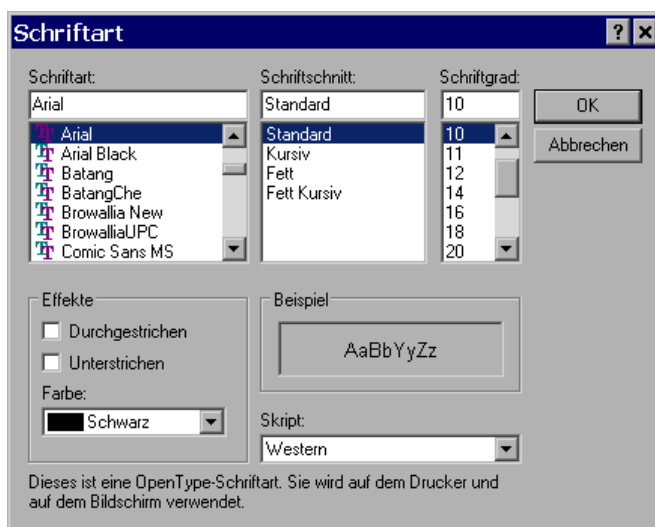 Schriftart
Schriftart:
Arial
Arial
Arial Black
Batang
BatangChe
Browallia New
BrowalliaUPC
Comic Sans MS
Schriftschnitt:
Standard
Standard
Kursiv
Fett
Fett Kursiv
Schriftgrad:
10
10
11
12
14
16
18
20
OK
Abbrechen
Effekte
Durchgestrichen
Unterstrichen
Farbe:
Schwarz
Beispiel
AaBbYyZz
Skript:
Western
Dieses ist eine OpenType-Schriftart. Sie wird auf dem Drucker und
auf dem Bildschirm verwendet.